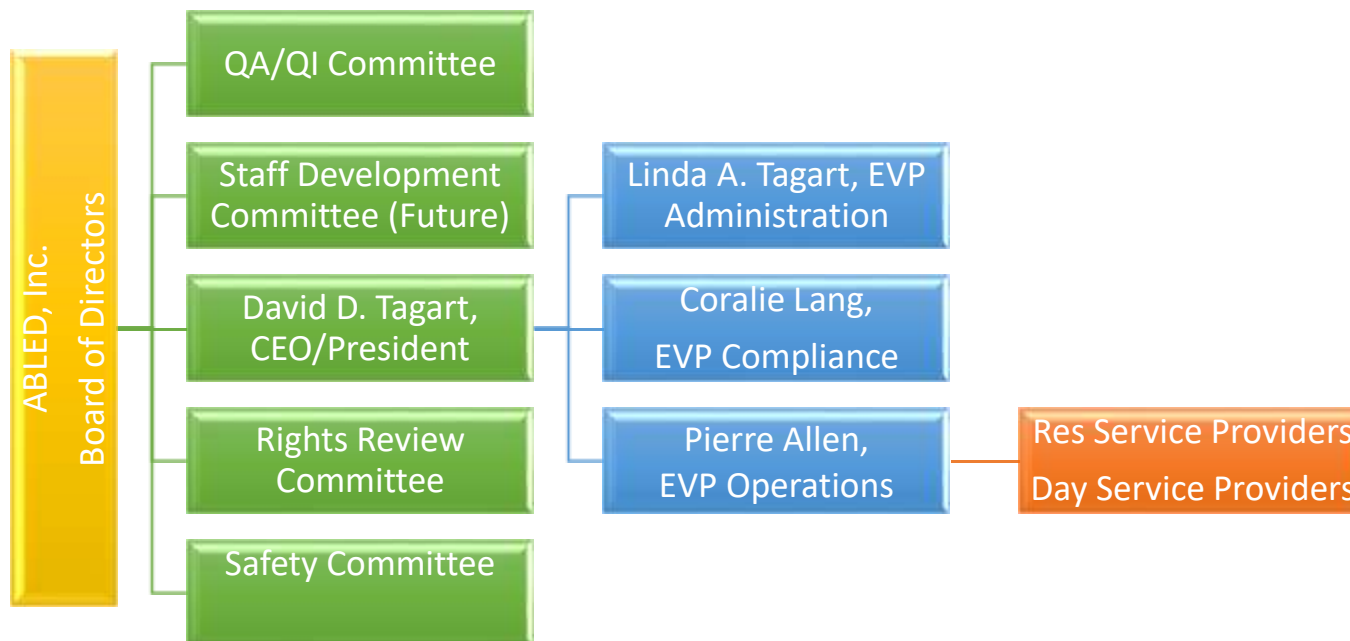 ABLED, Inc.
Board of Directors
QA/QI Committee
Staff Development
Committee (Future)
David D. Tagart,
CEO/President
Rights Review
Committee
Safety Committee
Linda A. Tagart, EVP
Administration
Coralie Lang,
EVP Compliance
Pierre Allen,
EVP Operations
Res Service Providers
Day Service Providers